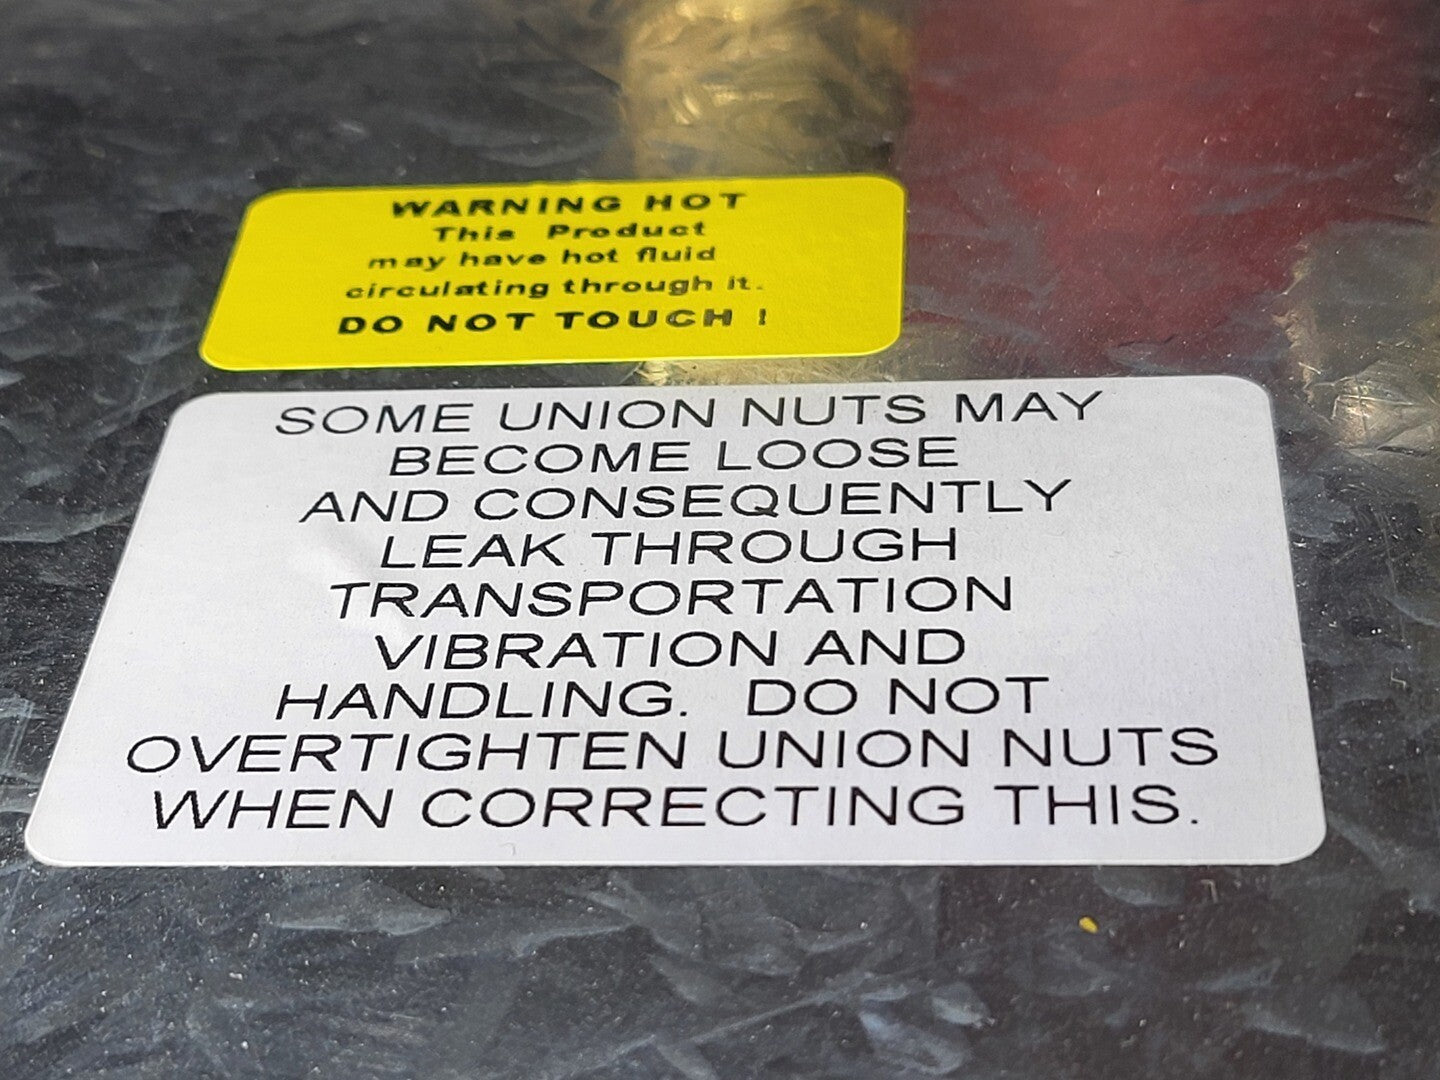 WARNING HOT
This Product
may have hot fluid
circulating through it.
DO NOT TOUCH !
SOME UNION NUTS MAY
BECOME LOOSE
AND CONSEQUENTLY
LEAK THROUGH
TRANSPORTATION
VIBRATION AND
HANDLING. DO NOT
OVERTIGHTEN UNION NUTS
WHEN CORRECTING THIS.